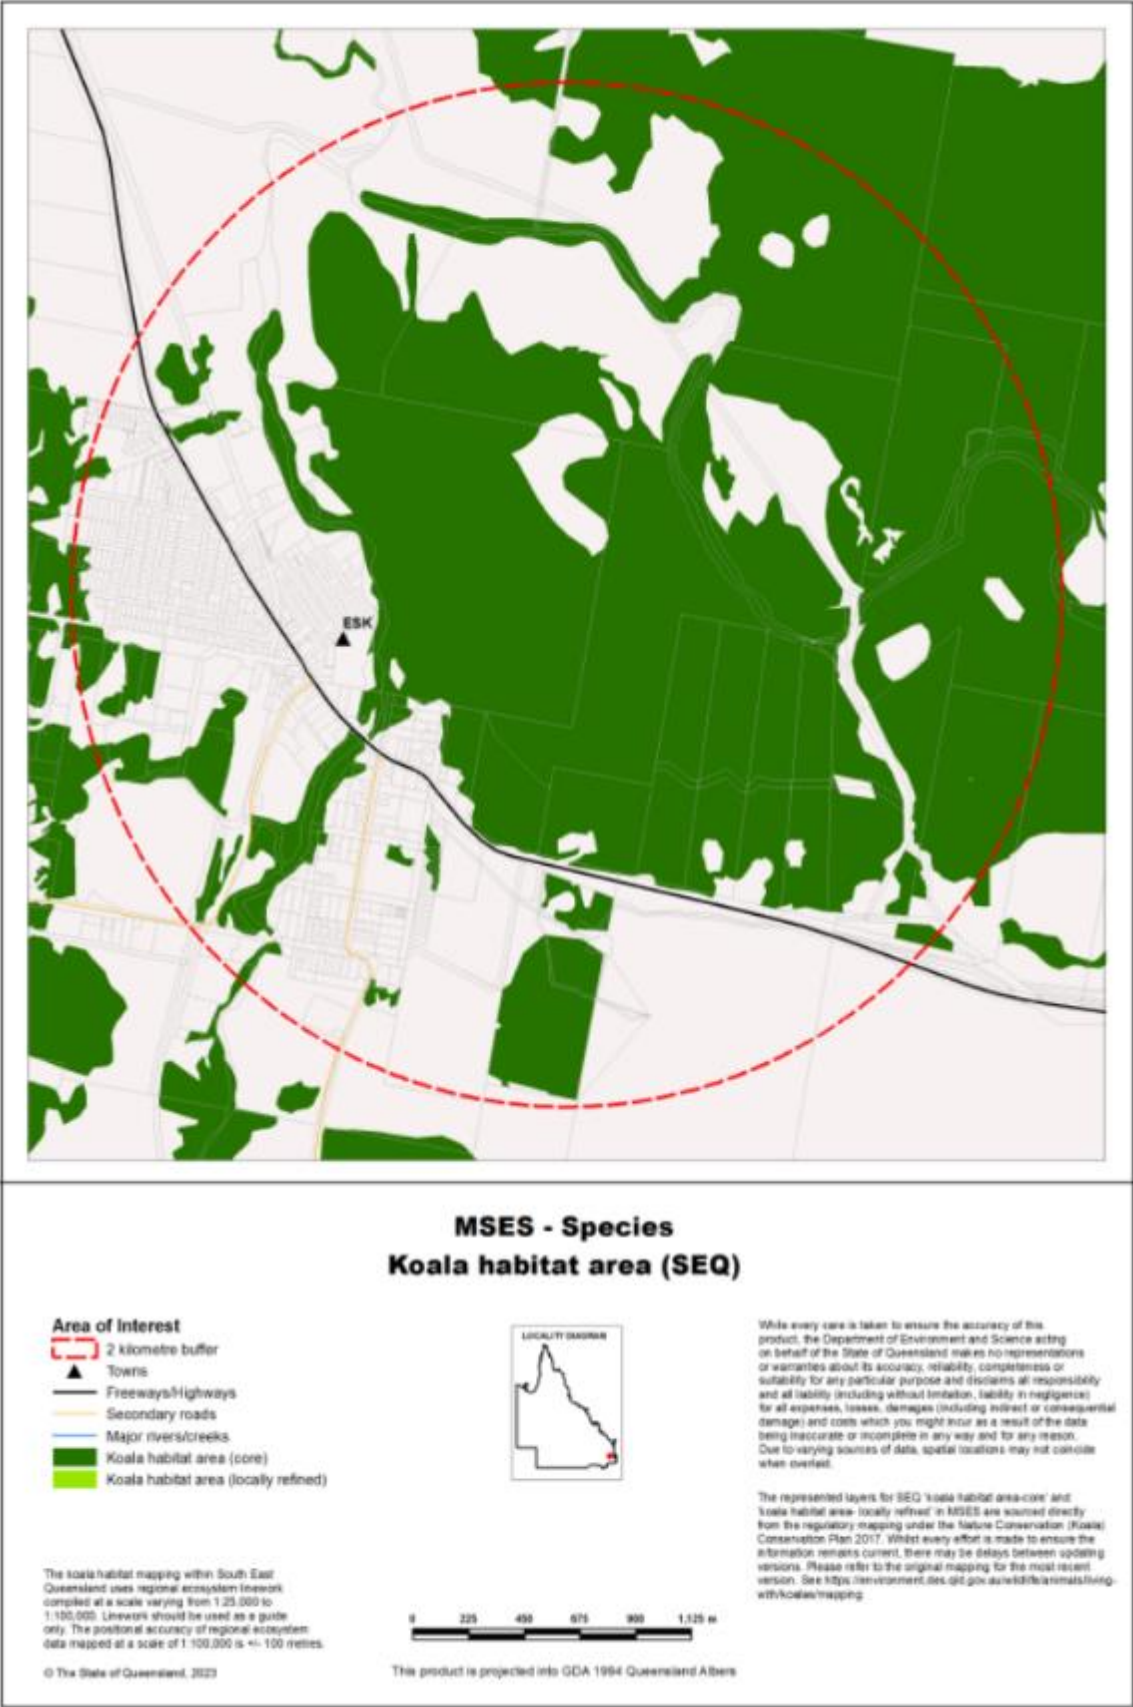 ESK
MSES - Species
Koala habitat area (SEQ)
Area of Interest
2 kilometre buffer
Towns
Freeways/Highways
Secondary roads
Major rivers/creeks
Koala habitat area (core)
Koala habitat area (locally refined)
The koala habitat mapping within South East
Queensland uses regional ecosystem linework
compiled at a scale varying from 1:25,000 to
1:100,000. Linework should be used as a guide
only. The positional accuracy of regional ecosystem
data mapped at a scale of 1:100,000 is +/- 100 metres.
© The State of Queensland, 2023
LOCALITY DIAGRAM
0 225 450 675 900 1,125 m
This product is projected into GDA 1994 Queensland Albers
While every care is taken to ensure the accuracy of this
product, the Department of Environment and Science acting
on behalf of the State of Queensland makes no representations
or warranties about its accuracy, reliability, completeness or
suitability for any particular purpose and disclaims all responsibility
and all liability (including without limitation, liability in negligence)
for all expenses, losses, damages (including indirect or consequential
damage) and costs which you might incur as a result of the data
being inaccurate or incomplete in any way and for any reason.
Due to varying sources of data, spatial locations may not coincide
when overlaid.
The represented layers for SEQ 'koala habitat area-core' and
'koala habitat area- locally refined' in MSES are sourced directly
from the regulatory mapping under the Nature Conservation (Koala)
Conservation Plan 2017. Whilst every effort is made to ensure the
information remains current, there may be delays between updating
versions. Please refer to the original mapping for the most recent
version. See https://environment.des.qld.gov.au/wildlife/animals/living-
with/koalas/mapping